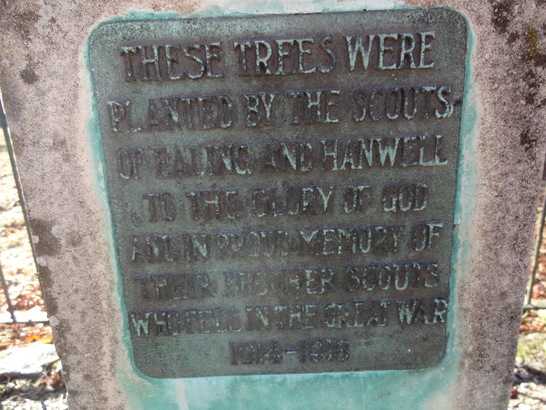 THESE TREES WERE
PLANTED BY THE SCOUTS
OF EALING AND HANWELL
TO THE GLORY OF GOD
AND IN PROUD MEMORY OF
THEIR BROTHER SCOUTS
WHO FELL IN THE GREAT WAR
1914-1918